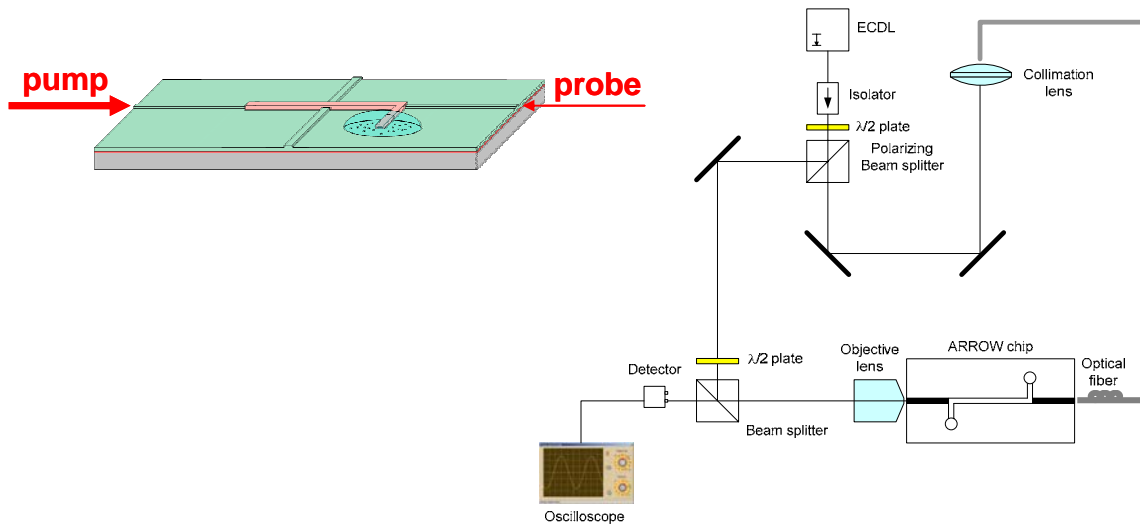 pump
probe
ECDL
Isolator
λ/2 plate
Polarizing
Beam splitter
Collimation
lens
λ/2 plate
Detector
Beam splitter
Objective
lens
ARROW chip
Optical
fiber
Oscilloscope